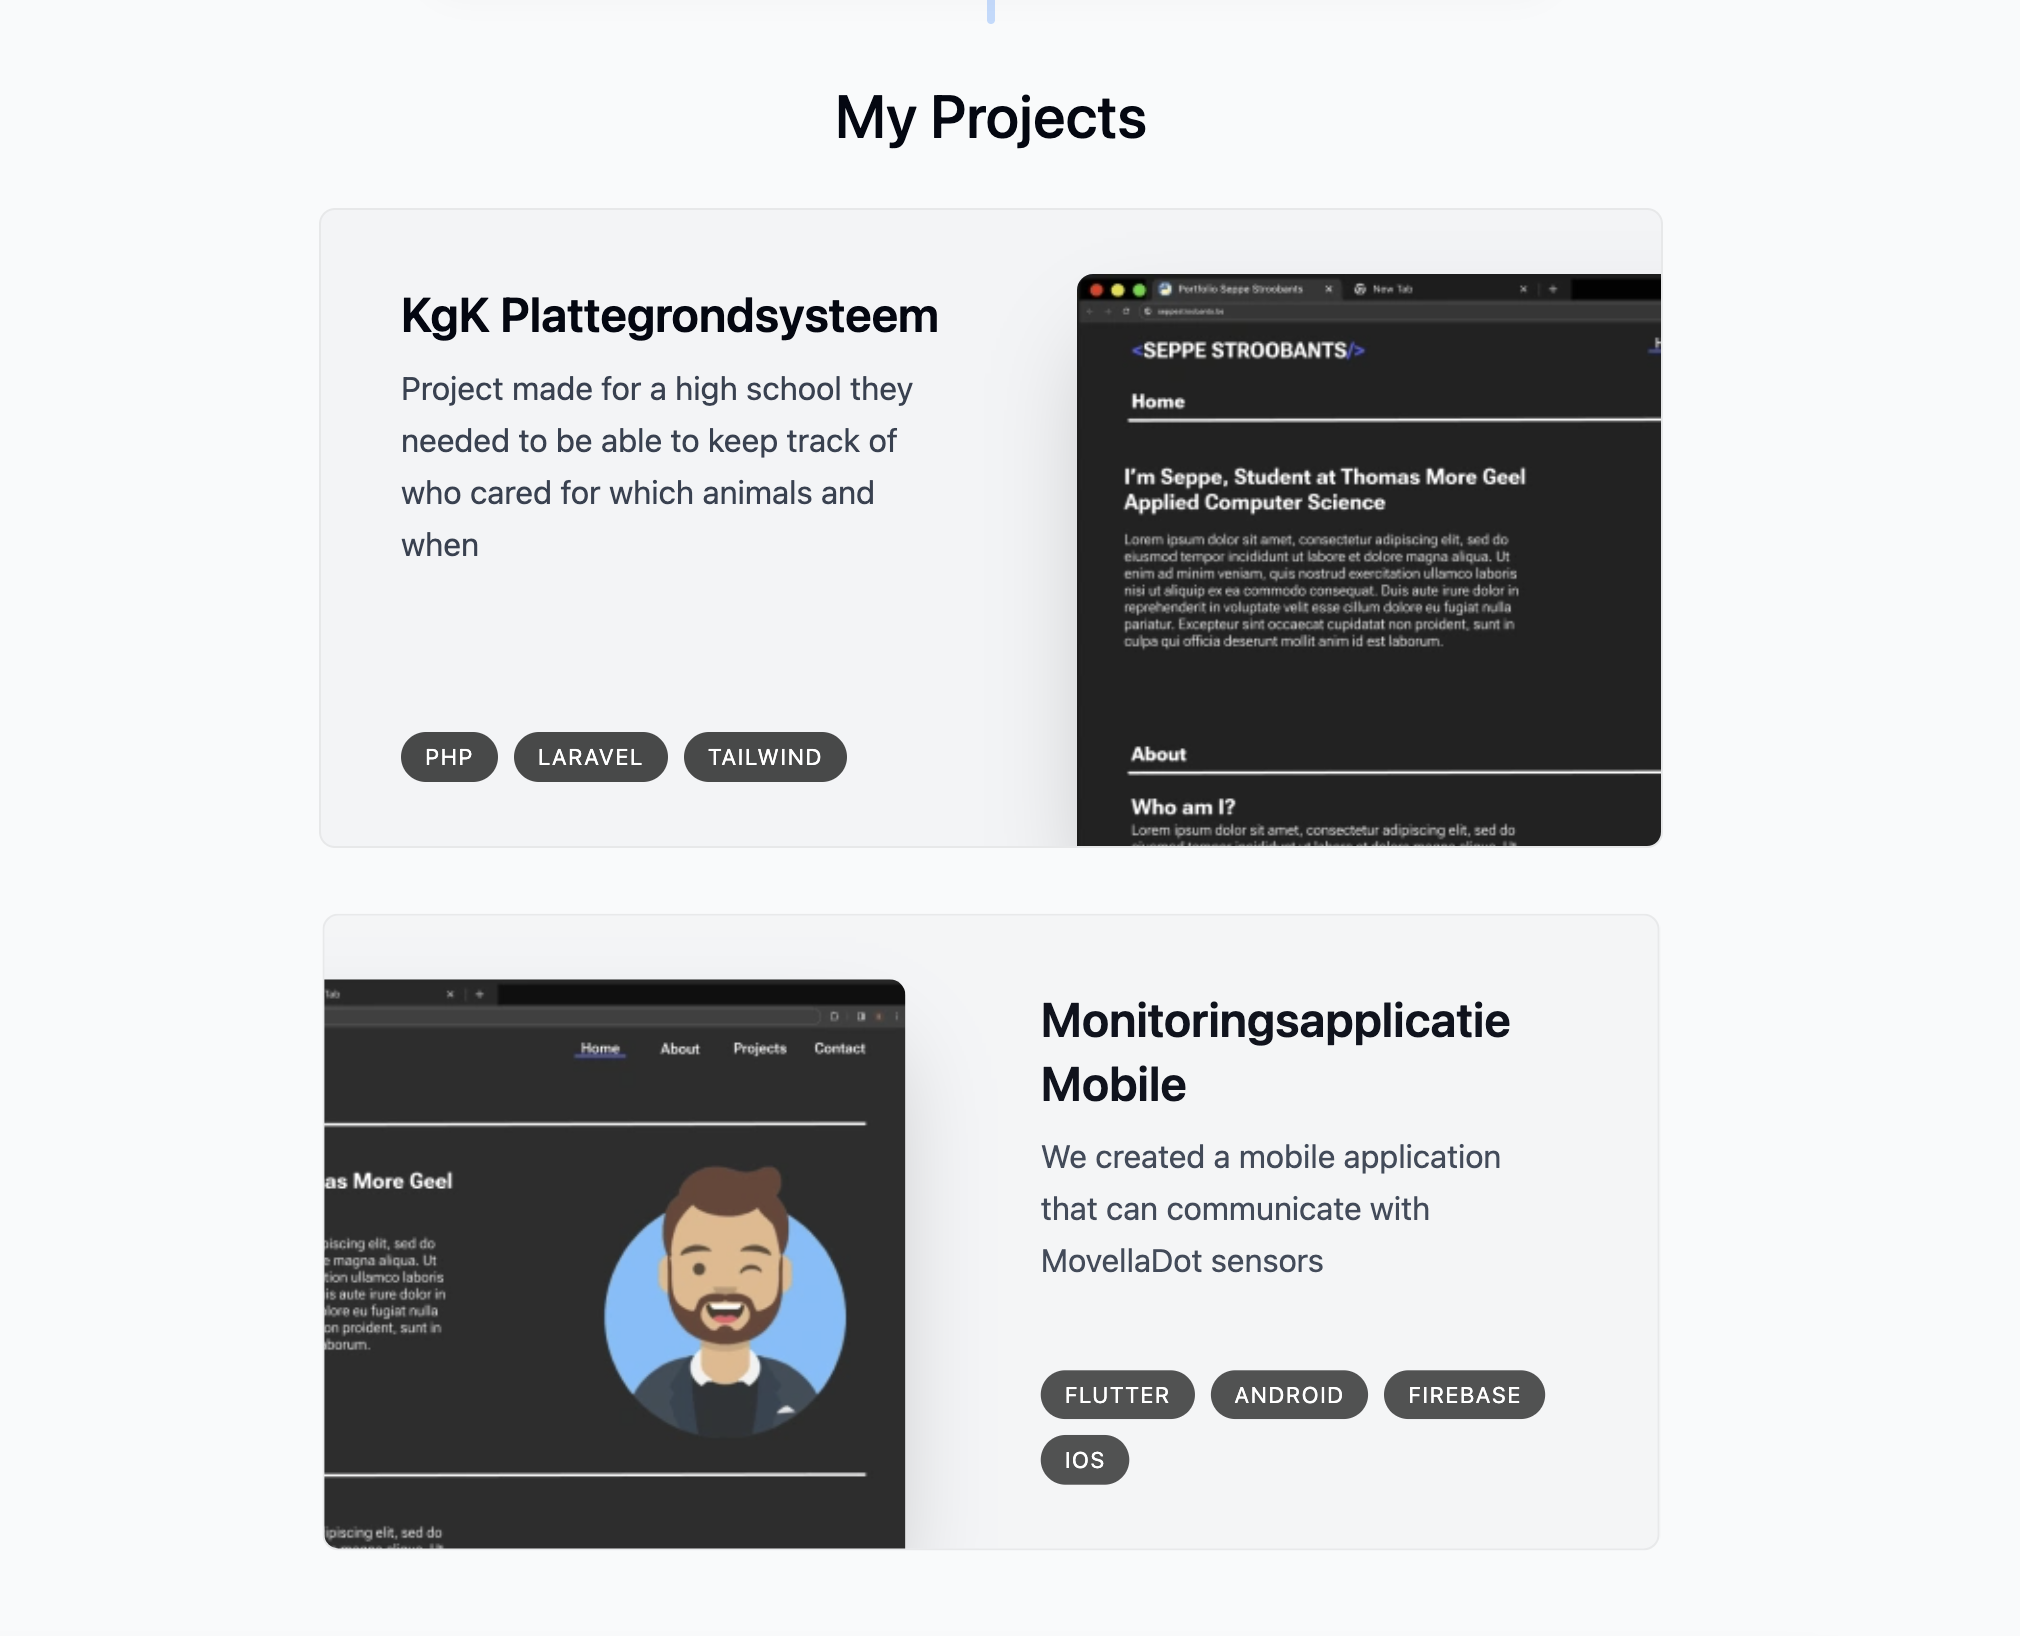 My Projects
KgK Plattegrondsysteem
Project made for a high school they
needed to be able to keep track of
who cared for which animals and
when
PHP LARAVEL TAILWIND
Portfolio Seppe Stroobants
New Tab
seppestroobants.be
<SEPPE STROOBANTS/>
Home
I'm Seppe, Student at Thomas More Geel
Applied Computer Science
Lorem ipsum dolor sit amet, consectetur adipiscing elit, sed do
eiusmod tempor incididunt ut labore et dolore magna aliqua. Ut
enim ad minim veniam, quis nostrud exercitation ullamco laboris
nisi ut aliquip ex ea commodo consequat. Duis aute irure dolor in
reprehenderit in voluptate velit esse cillum dolore eu fugiat nulla
pariatur. Excepteur sint occaecat cupidatat non proident, sunt in
culpa qui officia deserunt mollit anim id est laborum.
About
Who am I?
Lorem ipsum dolor sit amet, consectetur adipiscing elit, sed do
Tab
Home About Projects Contact
as More Geel
piscing elit, sed do
e magna aliqua. Ut
tion ullamco laboris
is aute irure dolor in
lore eu fugiat nulla
on proident, sunt in
borum.
ipiscing elit, sed do
Monitoringsapplicatie
Mobile
We created a mobile application
that can communicate with
MovellaDot sensors
FLUTTER ANDROID FIREBASE
IOS